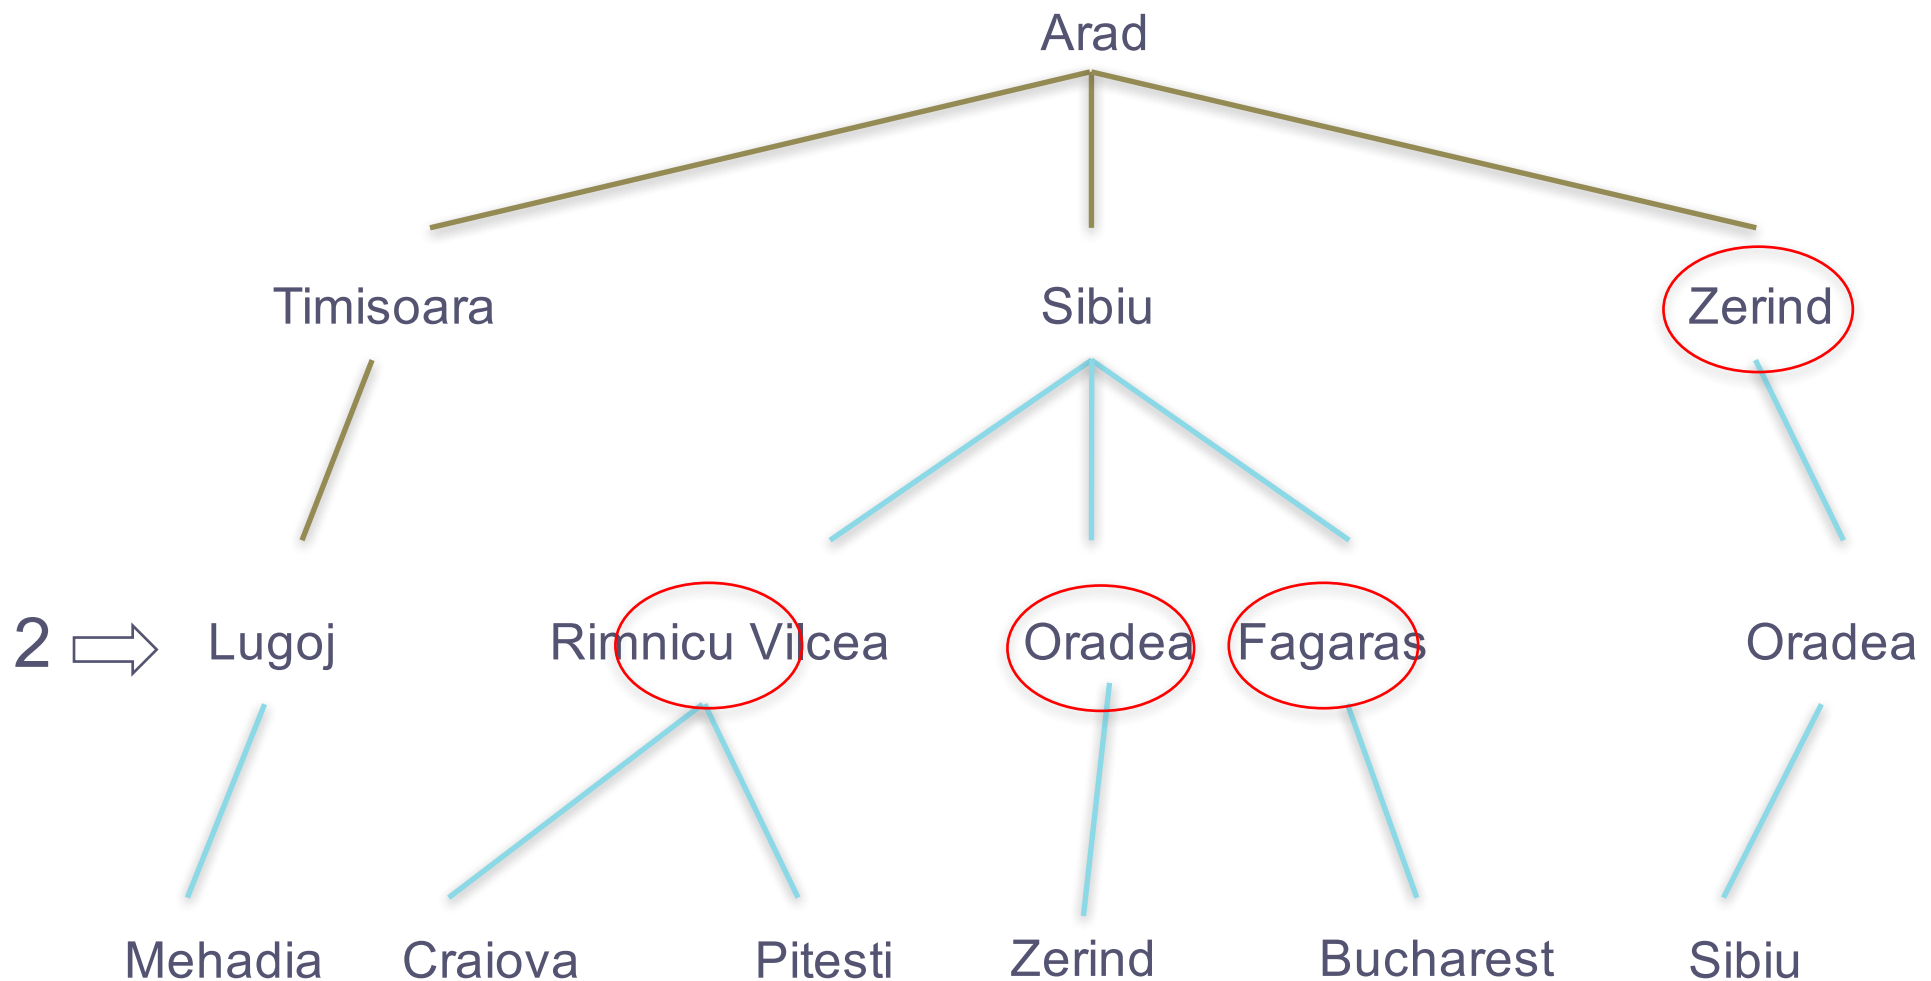 Arad
Timisoara
Sibiu
Zerind
2
Lugoj
Rimnicu Vilcea
Oradea
Fagaras
Oradea
Mehadia
Craiova
Pitesti
Zerind
Bucharest
Sibiu